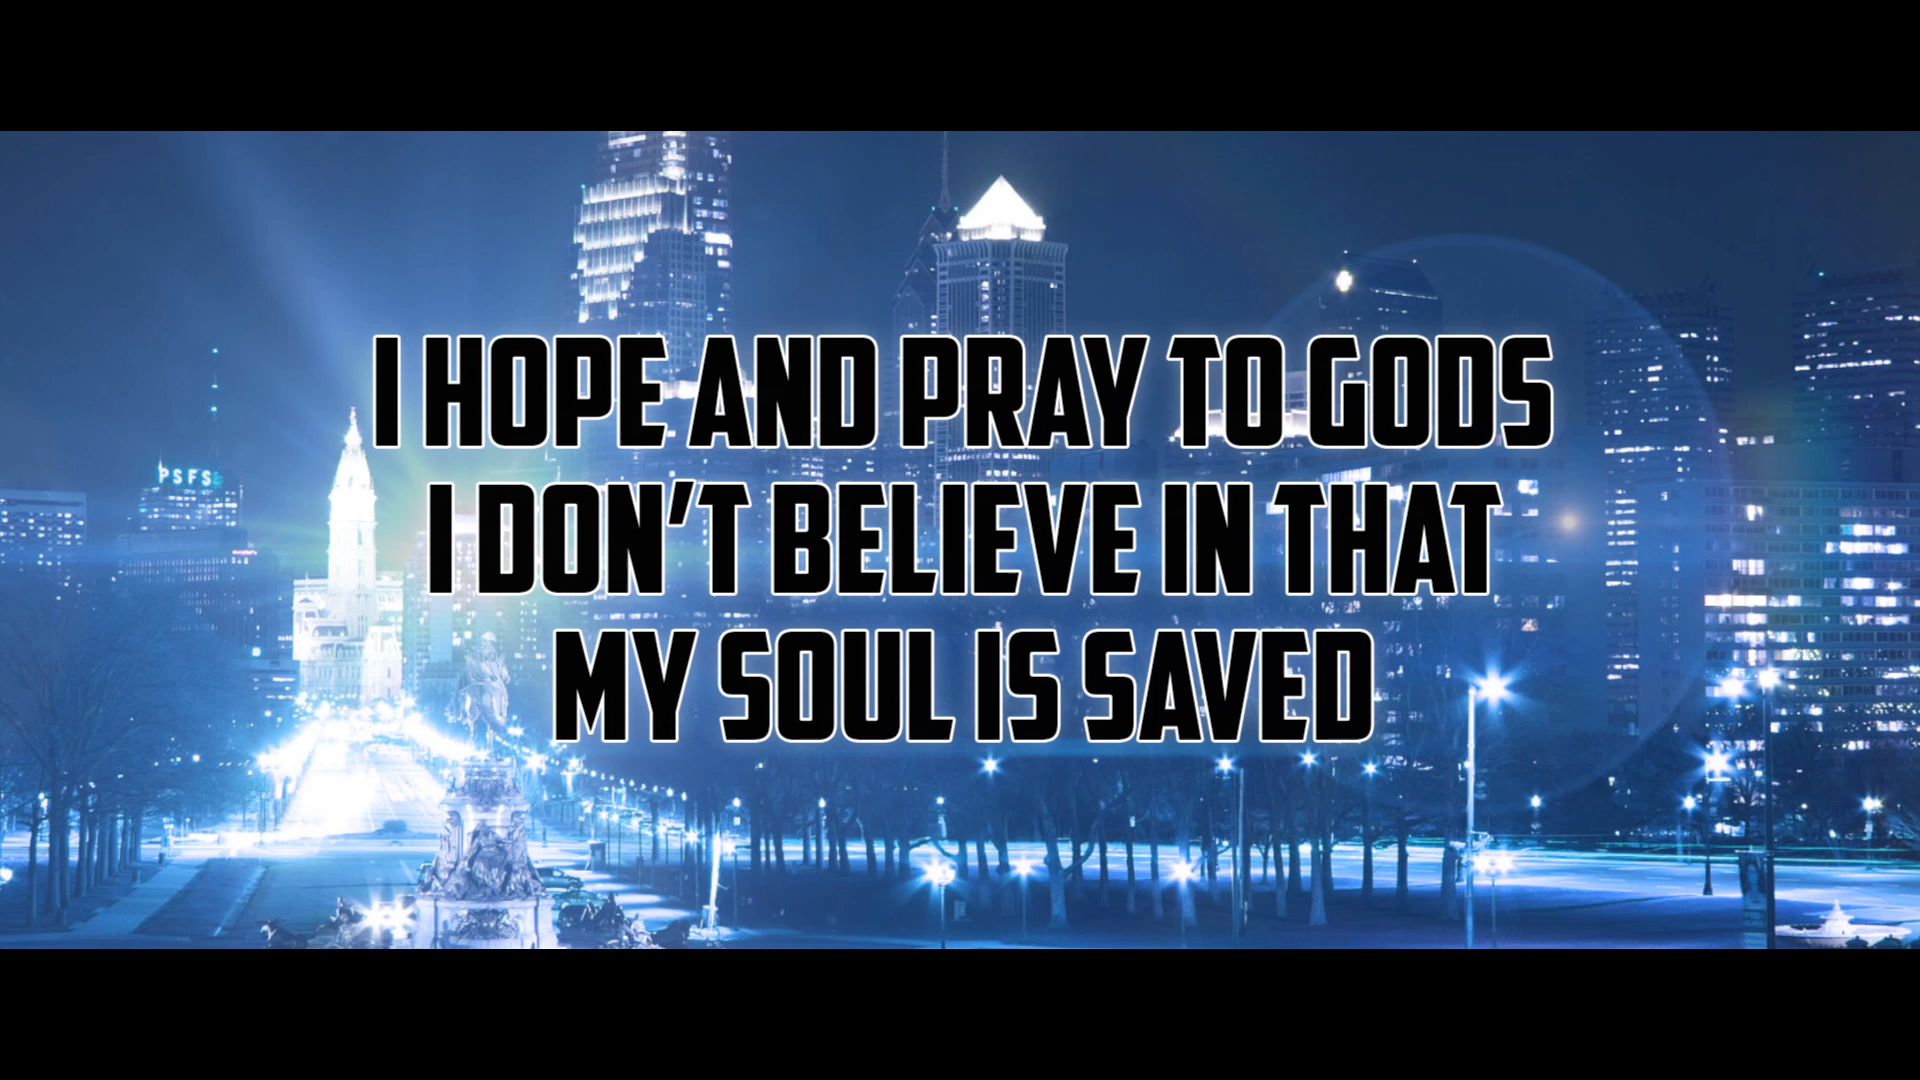 I HOPE AND PRAY TO GODS
I DON'T BELIEVE IN THAT
MY SOUL IS SAVED
PSFS